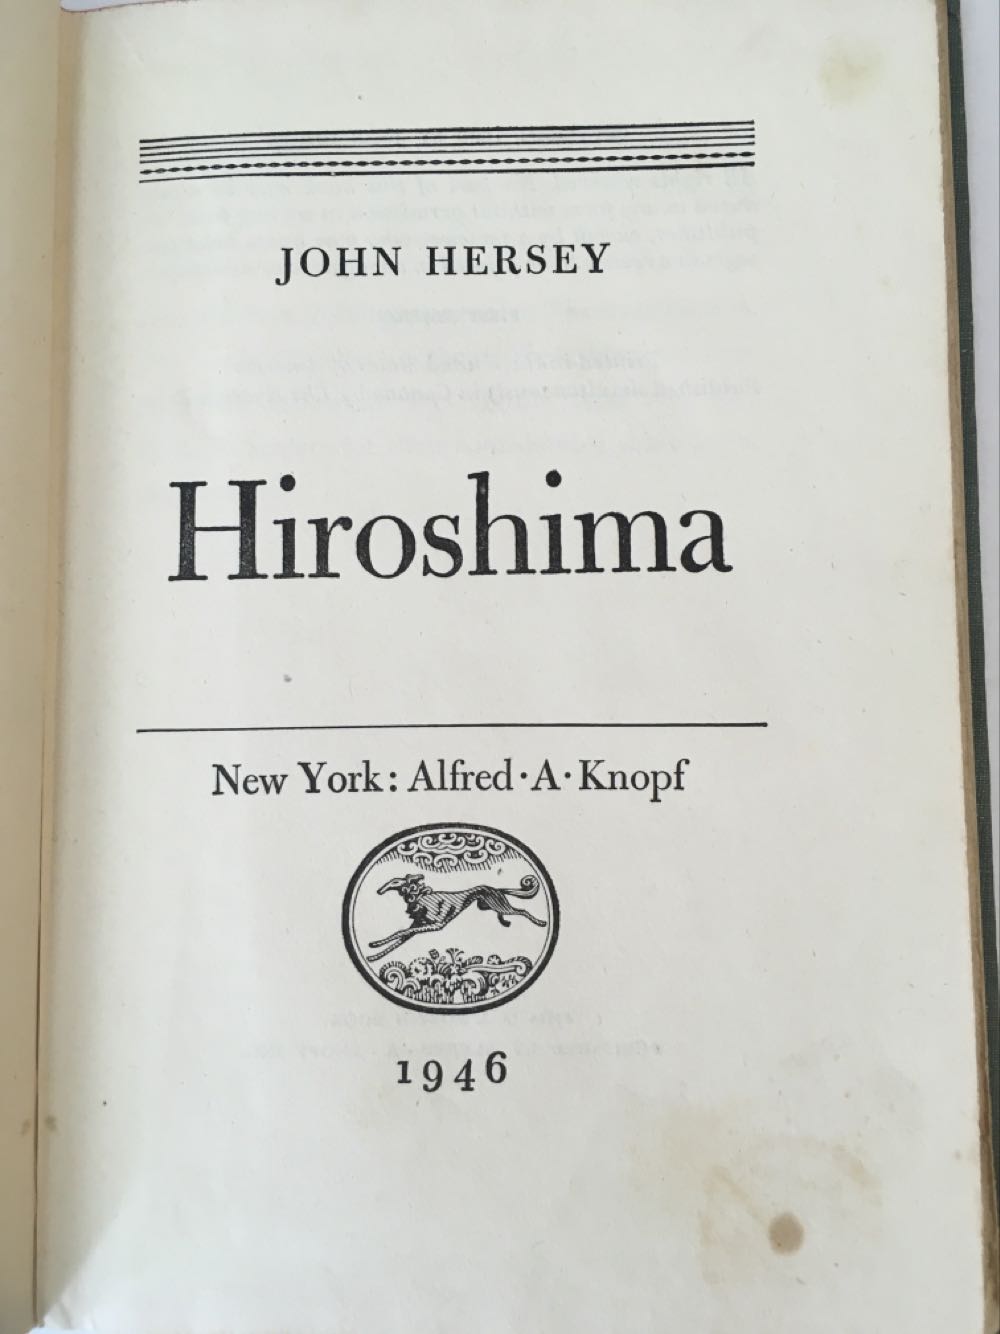 JOHN HERSEY
Hiroshima
New York: Alfred·A·Knopf
1946